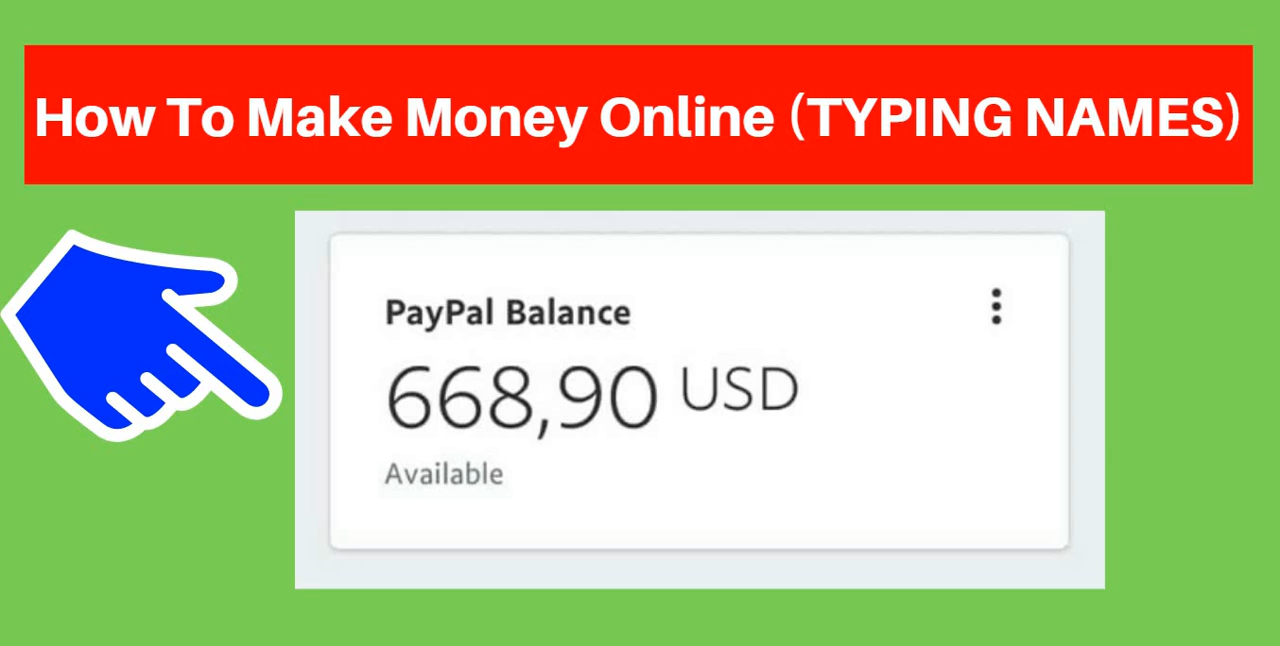 How To Make Money Online (TYPING NAMES)
PayPal Balance
668,90 USD
Available